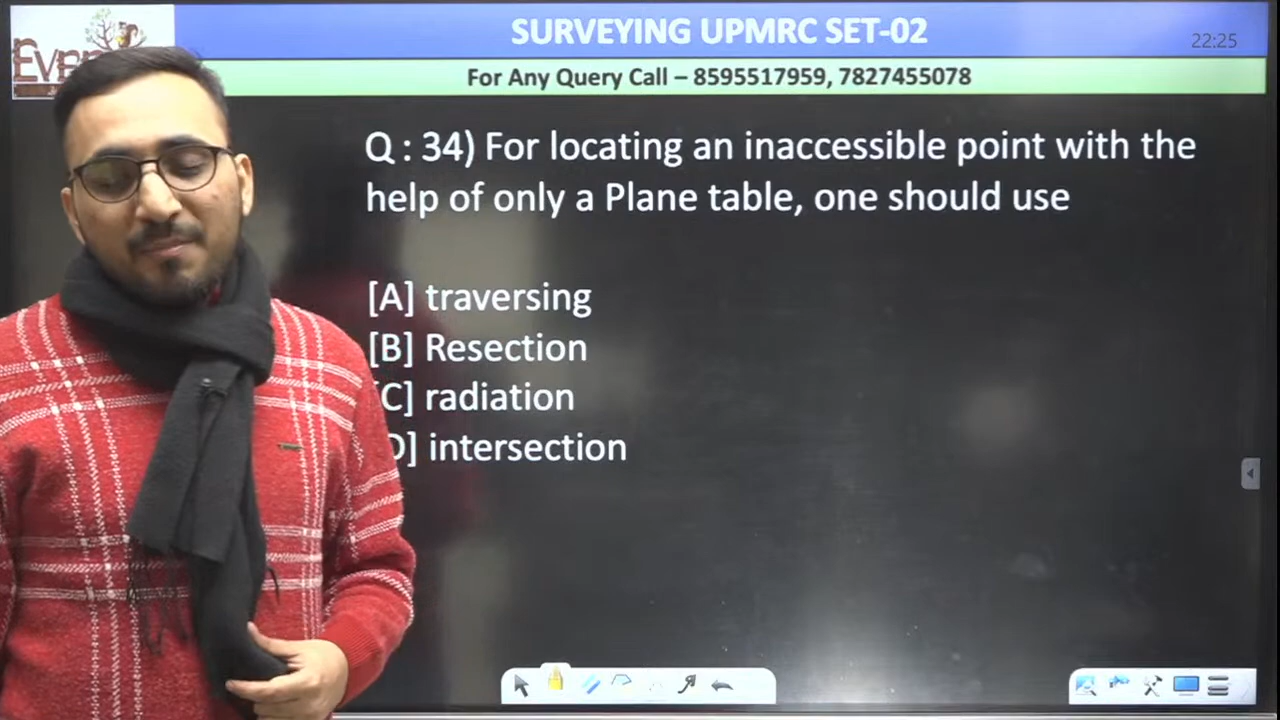 SURVEYING UPMRC SET-02
22:25
For Any Query Call – 8595517959, 7827455078
Q : 34) For locating an inaccessible point with the
help of only a Plane table, one should use
[A] traversing
[B] Resection
C] radiation
D] intersection